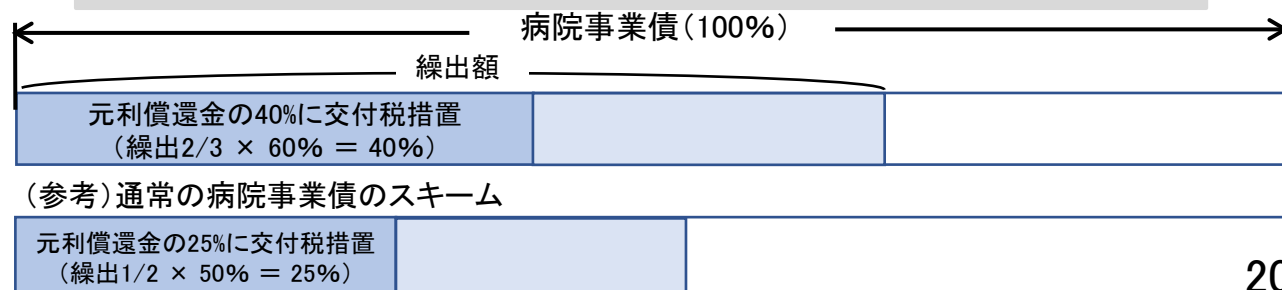 病院事業債(100%)
繰出額
元利償還金の40%に交付税措置
(繰出2/3 × 60% = 40%)
(参考)通常の病院事業債のスキーム
元利償還金の25%に交付税措置
(繰出1/2 × 50% = 25%)
20